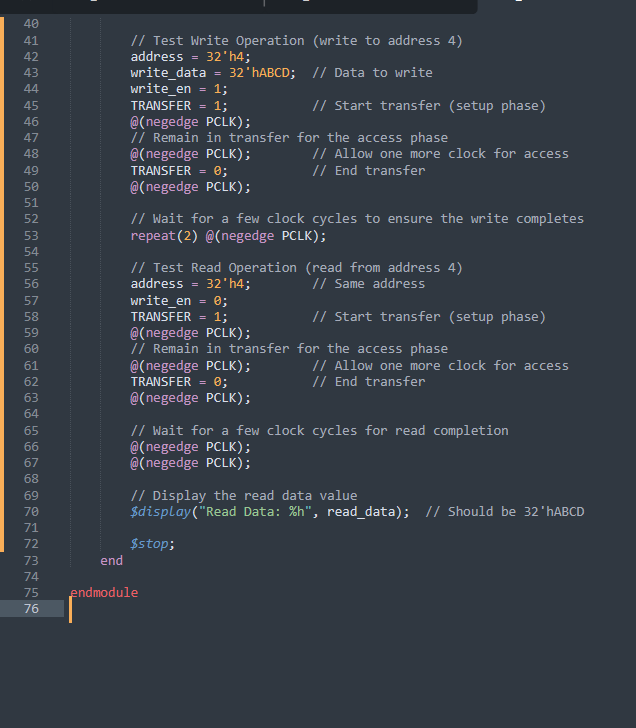 40
41 // Test Write Operation (write to address 4)
42 address = 32'h4;
43 write_data = 32'hABCD; // Data to write
44 write_en = 1;
45 TRANSFER = 1; // Start transfer (setup phase)
46 @(negedge PCLK);
47 // Remain in transfer for the access phase
48 @(negedge PCLK); // Allow one more clock for access
49 TRANSFER = 0; // End transfer
50 @(negedge PCLK);
51
52 // Wait for a few clock cycles to ensure the write completes
53 repeat(2) @(negedge PCLK);
54
55 // Test Read Operation (read from address 4)
56 address = 32'h4; // Same address
57 write_en = 0;
58 TRANSFER = 1; // Start transfer (setup phase)
59 @(negedge PCLK);
60 // Remain in transfer for the access phase
61 @(negedge PCLK); // Allow one more clock for access
62 TRANSFER = 0; // End transfer
63 @(negedge PCLK);
64
65 // Wait for a few clock cycles for read completion
66 @(negedge PCLK);
67 @(negedge PCLK);
68
69 // Display the read data value
70 $display("Read Data: %h", read_data); // Should be 32'hABCD
71
72 $stop;
73 end
74
75 endmodule
76